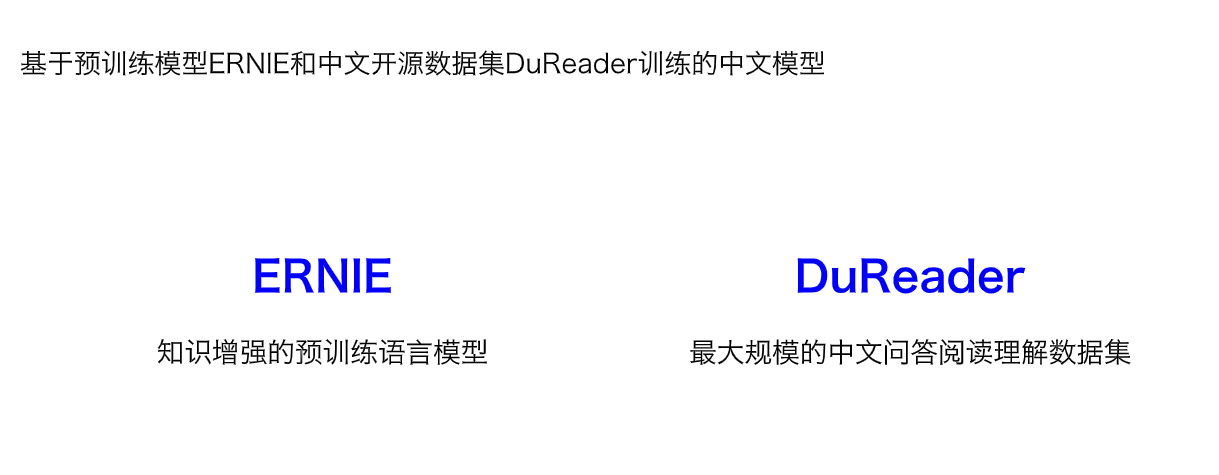 基于预训练模型ERNIE和中文开源数据集DuReader训练的中文模型
ERNIE
知识增强的预训练语言模型
DuReader
最大规模的中文问答阅读理解数据集